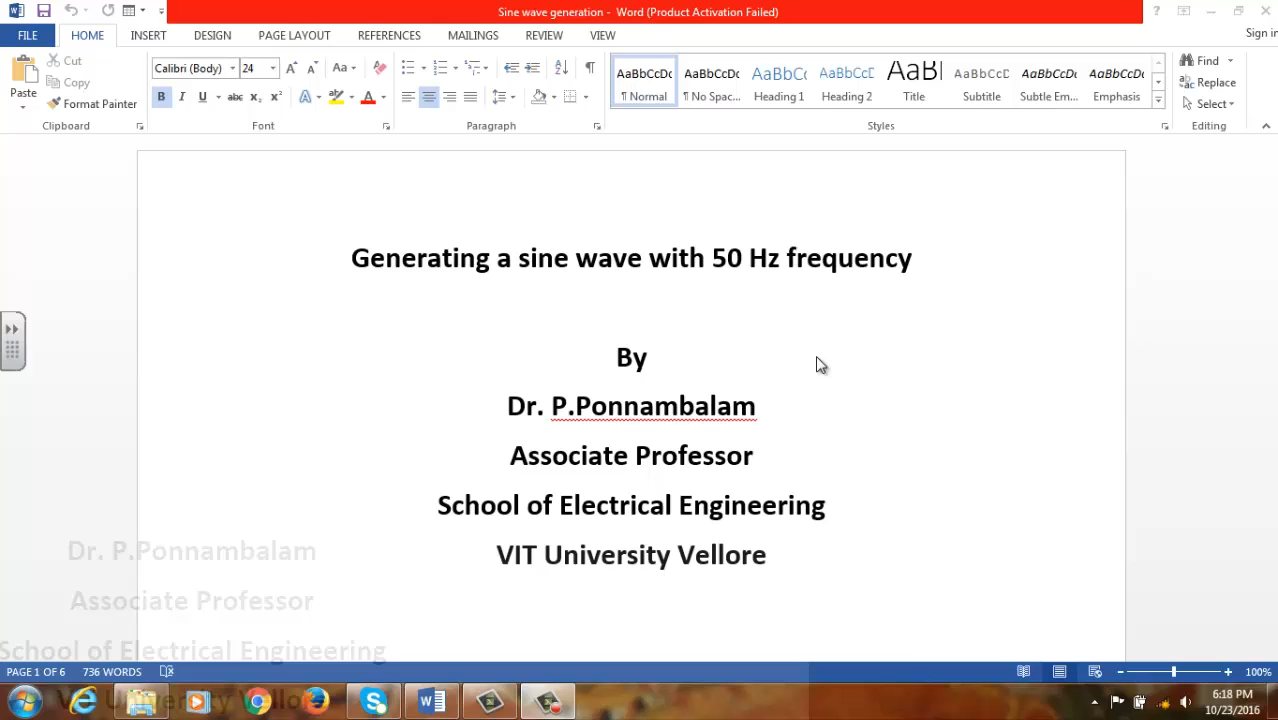 Sine wave generation - Word (Product Activation Failed)
FILE HOME INSERT DESIGN PAGE LAYOUT REFERENCES MAILINGS REVIEW VIEW Sign in
Paste
Cut
Copy
Format Painter
Calibri (Body) 24
AaBbCcDc AaBbCcDc AaBbCc AaBbCcC AaBl AaBbCcD AaBbCcDc AaBbCcDc
¶ Normal ¶ No Spac... Heading 1 Heading 2 Title Subtitle Subtle Em... Emphasis
Find
Replace
Select
Clipboard Font Paragraph Styles Editing
Generating a sine wave with 50 Hz frequency
By
Dr. P.Ponnambalam
Associate Professor
School of Electrical Engineering
VIT University Vellore
Dr. P.Ponnambalam
Associate Professor
School of Electrical Engineering
PAGE 1 OF 6 736 WORDS 100%
VIT University Vellore
6:18 PM
10/23/2016